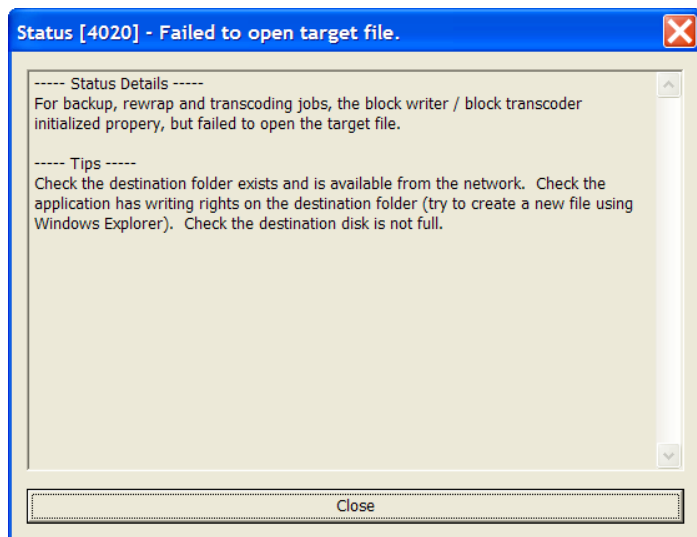 Status [4020] - Failed to open target file.
----- Status Details -----
For backup, rewrap and transcoding jobs, the block writer / block transcoder
initialized propery, but failed to open the target file.
----- Tips -----
Check the destination folder exists and is available from the network.  Check the
application has writing rights on the destination folder (try to create a new file using
Windows Explorer).  Check the destination disk is not full.
Close